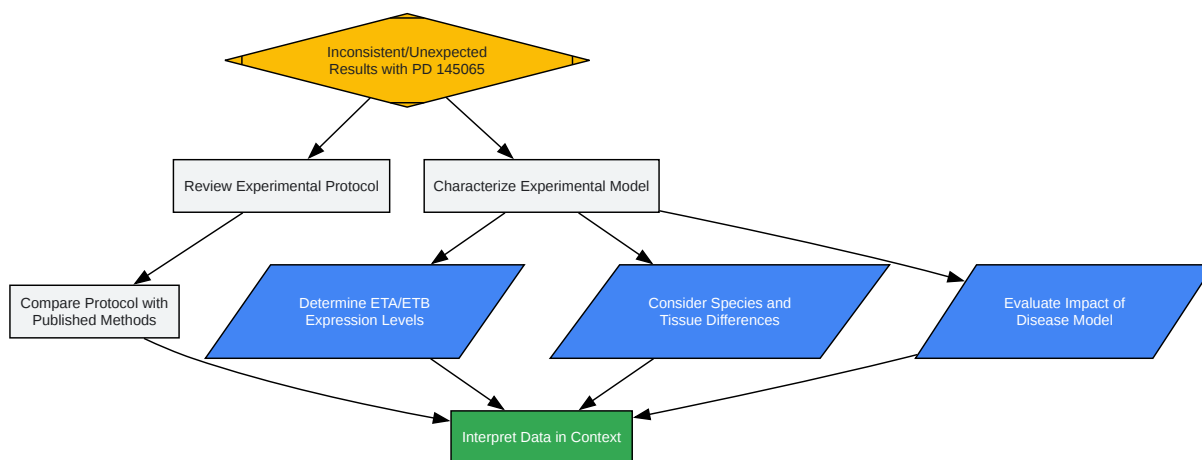 Inconsistent/Unexpected
Results with PD 145065
Review Experimental Protocol
Characterize Experimental Model
Compare Protocol with
Published Methods
Determine ETA/ETB
Expression Levels
Consider Species and
Tissue Differences
Evaluate Impact of
Disease Model
Interpret Data in Context